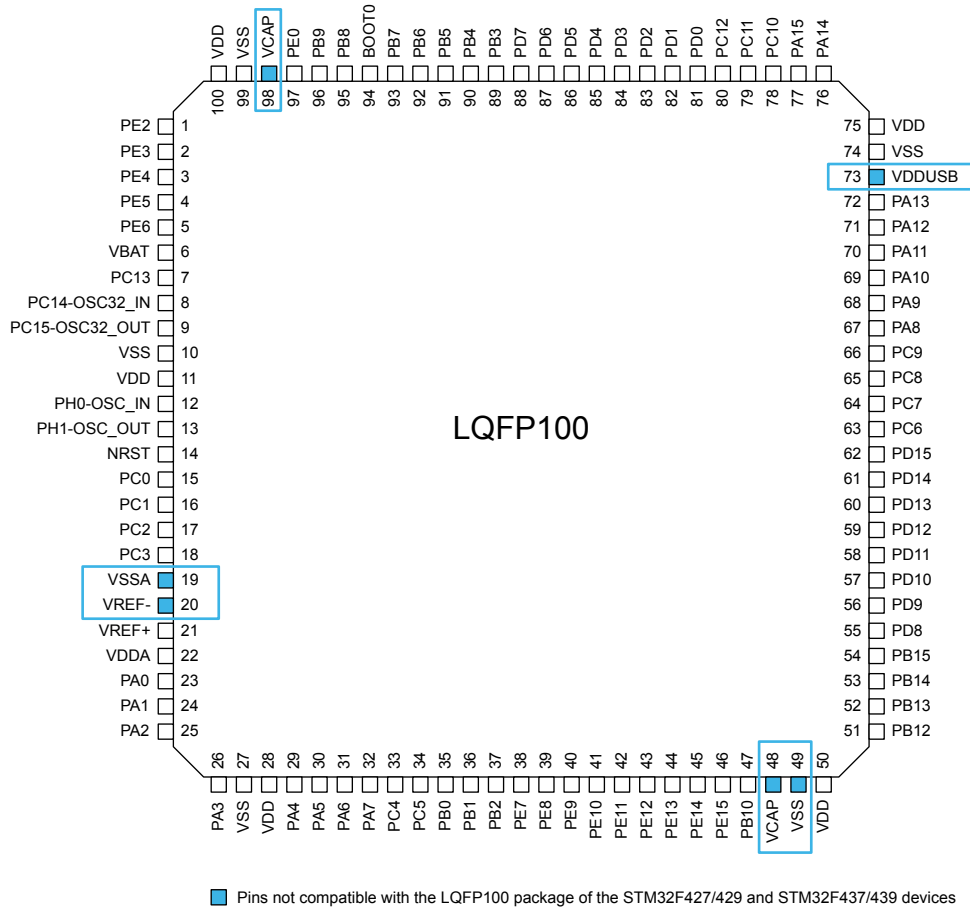 VDD
VSS
VCAP
PE0
PB9
PB8
BOOT0
PB7
PB6
PB5
PB4
PB3
PD7
PD6
PD5
PD4
PD3
PD2
PD1
PD0
PC12
PC11
PC10
PA15
PA14
100
99
98
97
96
95
94
93
92
91
90
89
88
87
86
85
84
83
82
81
80
79
78
77
76
PE2 1
PE3 2
PE4 3
PE5 4
PE6 5
VBAT 6
PC13 7
PC14-OSC32_IN 8
PC15-OSC32_OUT 9
VSS 10
VDD 11
PH0-OSC_IN 12
PH1-OSC_OUT 13
NRST 14
PC0 15
PC1 16
PC2 17
PC3 18
VSSA 19
VREF- 20
VREF+ 21
VDDA 22
PA0 23
PA1 24
PA2 25
LQFP100
75 VDD
74 VSS
73 VDDUSB
72 PA13
71 PA12
70 PA11
69 PA10
68 PA9
67 PA8
66 PC9
65 PC8
64 PC7
63 PC6
62 PD15
61 PD14
60 PD13
59 PD12
58 PD11
57 PD10
56 PD9
55 PD8
54 PB15
53 PB14
52 PB13
51 PB12
26
27
28
29
30
31
32
33
34
35
36
37
38
39
40
41
42
43
44
45
46
47
48
49
50
PA3
VSS
VDD
PA4
PA5
PA6
PA7
PC4
PC5
PB0
PB1
PB2
PE7
PE8
PE9
PE10
PE11
PE12
PE13
PE14
PE15
PB10
VCAP
VSS
VDD
Pins not compatible with the LQFP100 package of the STM32F427/429 and STM32F437/439 devices